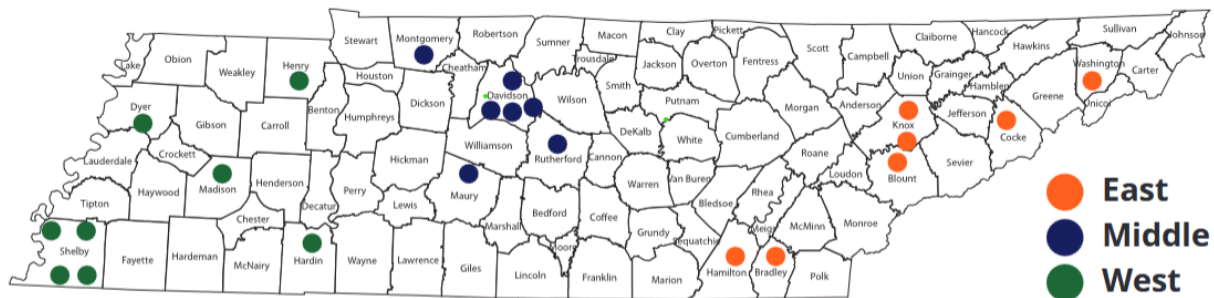 Stewart
Montgomery
Robertson
Sumner
Macon
Clay
Pickett
Scott
Campbell
Claiborne
Hancock
Hawkins
Sullivan
Johnson
Lake
Obion
Weakley
Henry
Houston
Cheatham
Trousdale
Jackson
Overton
Fentress
Union
Grainger
Hamblen
Washington
Carter
Dyer
Gibson
Carroll
Benton
Humphreys
Dickson
Davidson
Wilson
Smith
Putnam
Morgan
Anderson
Knox
Jefferson
Greene
Unicoi
Cocke
Lauderdale
Crockett
Haywood
Madison
Henderson
Decatur
Perry
Hickman
Williamson
Rutherford
Cannon
DeKalb
White
Cumberland
Roane
Loudon
Blount
Sevier
Tipton
Chester
Lewis
Maury
Marshall
Bedford
Coffee
Warren
Van Buren
Bledsoe
Rhea
Meigs
McMinn
Monroe
Shelby
Fayette
Hardeman
McNairy
Hardin
Wayne
Lawrence
Giles
Lincoln
Moore
Franklin
Grundy
Sequatchie
Marion
Hamilton
Bradley
Polk
East
Middle
West